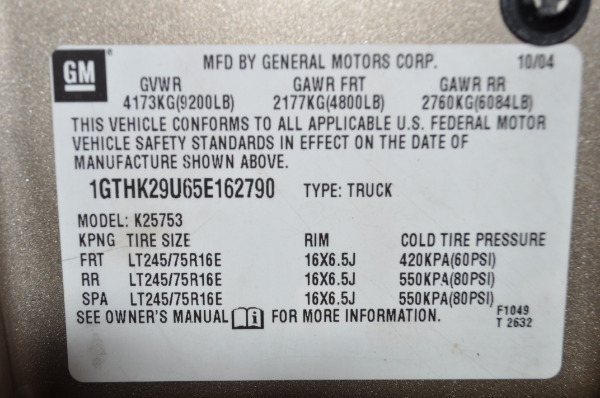 GM
MFD BY GENERAL MOTORS CORP. 10/04
GVWR GAWR FRT GAWR RR
4173KG(9200LB) 2177KG(4800LB) 2760KG(6084LB)
THIS VEHICLE CONFORMS TO ALL APPLICABLE U.S. FEDERAL MOTOR
VEHICLE SAFETY STANDARDS IN EFFECT ON THE DATE OF
MANUFACTURE SHOWN ABOVE.
1GTHK29U65E162790 TYPE: TRUCK
MODEL: K25753
KPNG TIRE SIZE RIM COLD TIRE PRESSURE
FRT LT245/75R16E 16X6.5J 420KPA(60PSI)
RR LT245/75R16E 16X6.5J 550KPA(80PSI)
SPA LT245/75R16E 16X6.5J 550KPA(80PSI)
SEE OWNER'S MANUAL i FOR MORE INFORMATION. F1049
T 2632